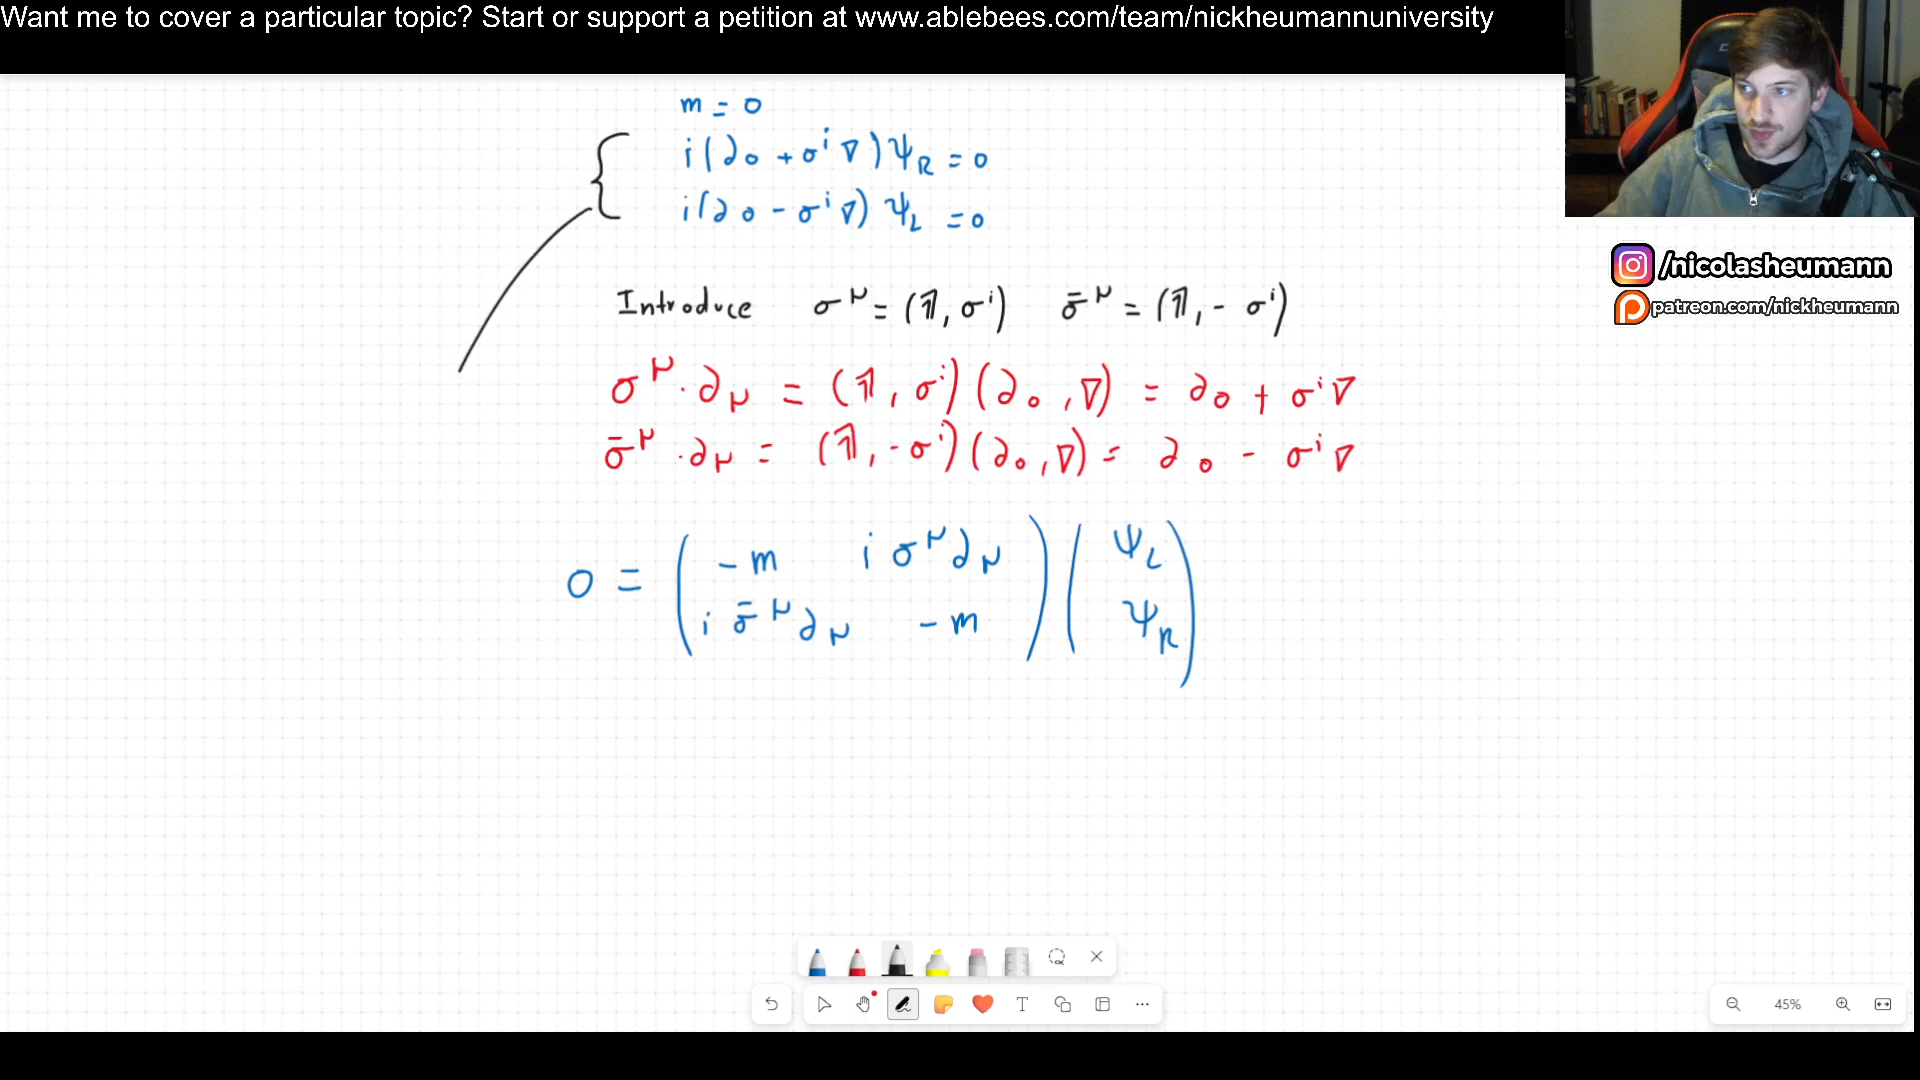 Want me to cover a particular topic? Start or support a petition at www.ablebees.com/team/nickheumannuniversity
m = 0
i(∂₀ + σⁱ∇)ψ_R = 0
i(∂₀ - σⁱ∇)ψ_L = 0
/nicolasheumann
patreon.com/nickheumann
Introduce σ^μ = (𝟙, σⁱ) σ̄^μ = (𝟙, - σⁱ)
σ^μ · ∂_μ = (𝟙, σⁱ)(∂₀, ∇) = ∂₀ + σⁱ∇
σ̄^μ · ∂_μ = (𝟙, -σⁱ)(∂₀, ∇) = ∂₀ - σⁱ∇
0 = ( -m i σ^μ ∂_μ ) ( ψ_L )
( i σ̄^μ ∂_μ -m ) ( ψ_R )
45%